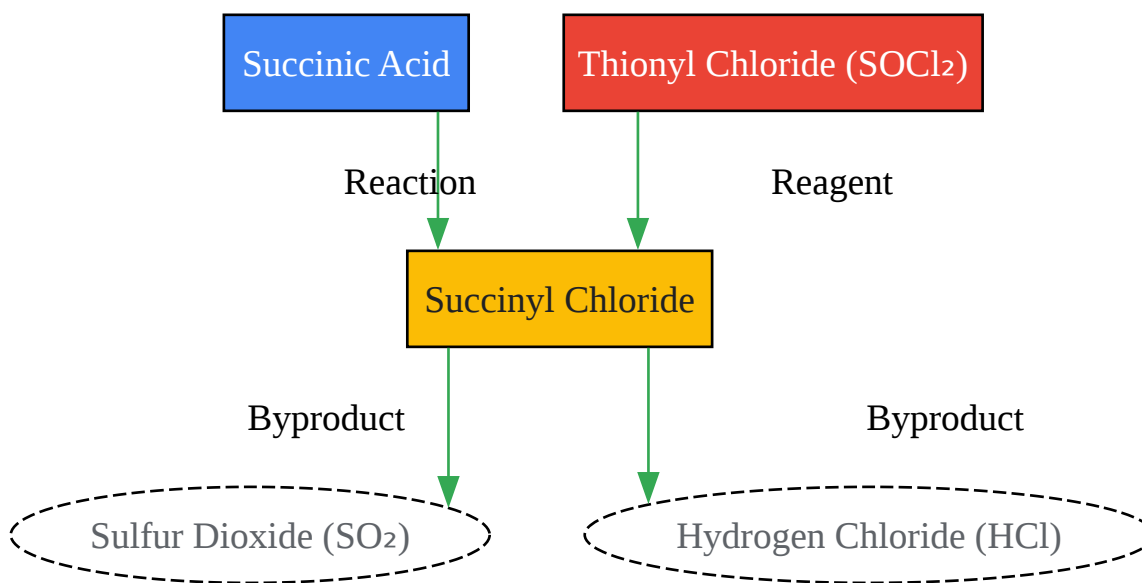 Succinic Acid
Thionyl Chloride (SOCl₂)
Reaction
Reagent
Succinyl Chloride
Byproduct
Byproduct
Sulfur Dioxide (SO₂)
Hydrogen Chloride (HCl)